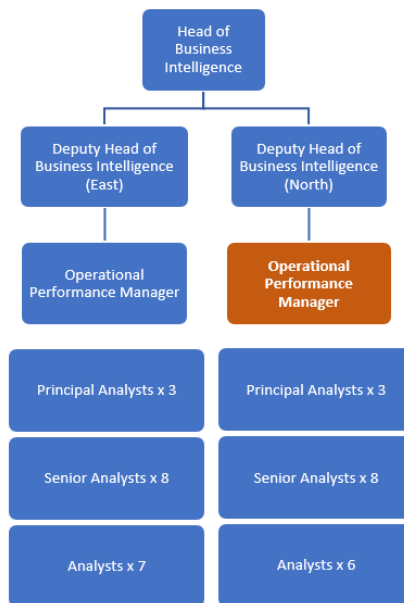 Head of
Business
Intelligence
Deputy Head of
Business Intelligence
(East)
Deputy Head of
Business Intelligence
(North)
Operational
Performance Manager
Operational
Performance
Manager
Principal Analysts x 3
Principal Analysts x 3
Senior Analysts x 8
Senior Analysts x 8
Analysts x 7
Analysts x 6